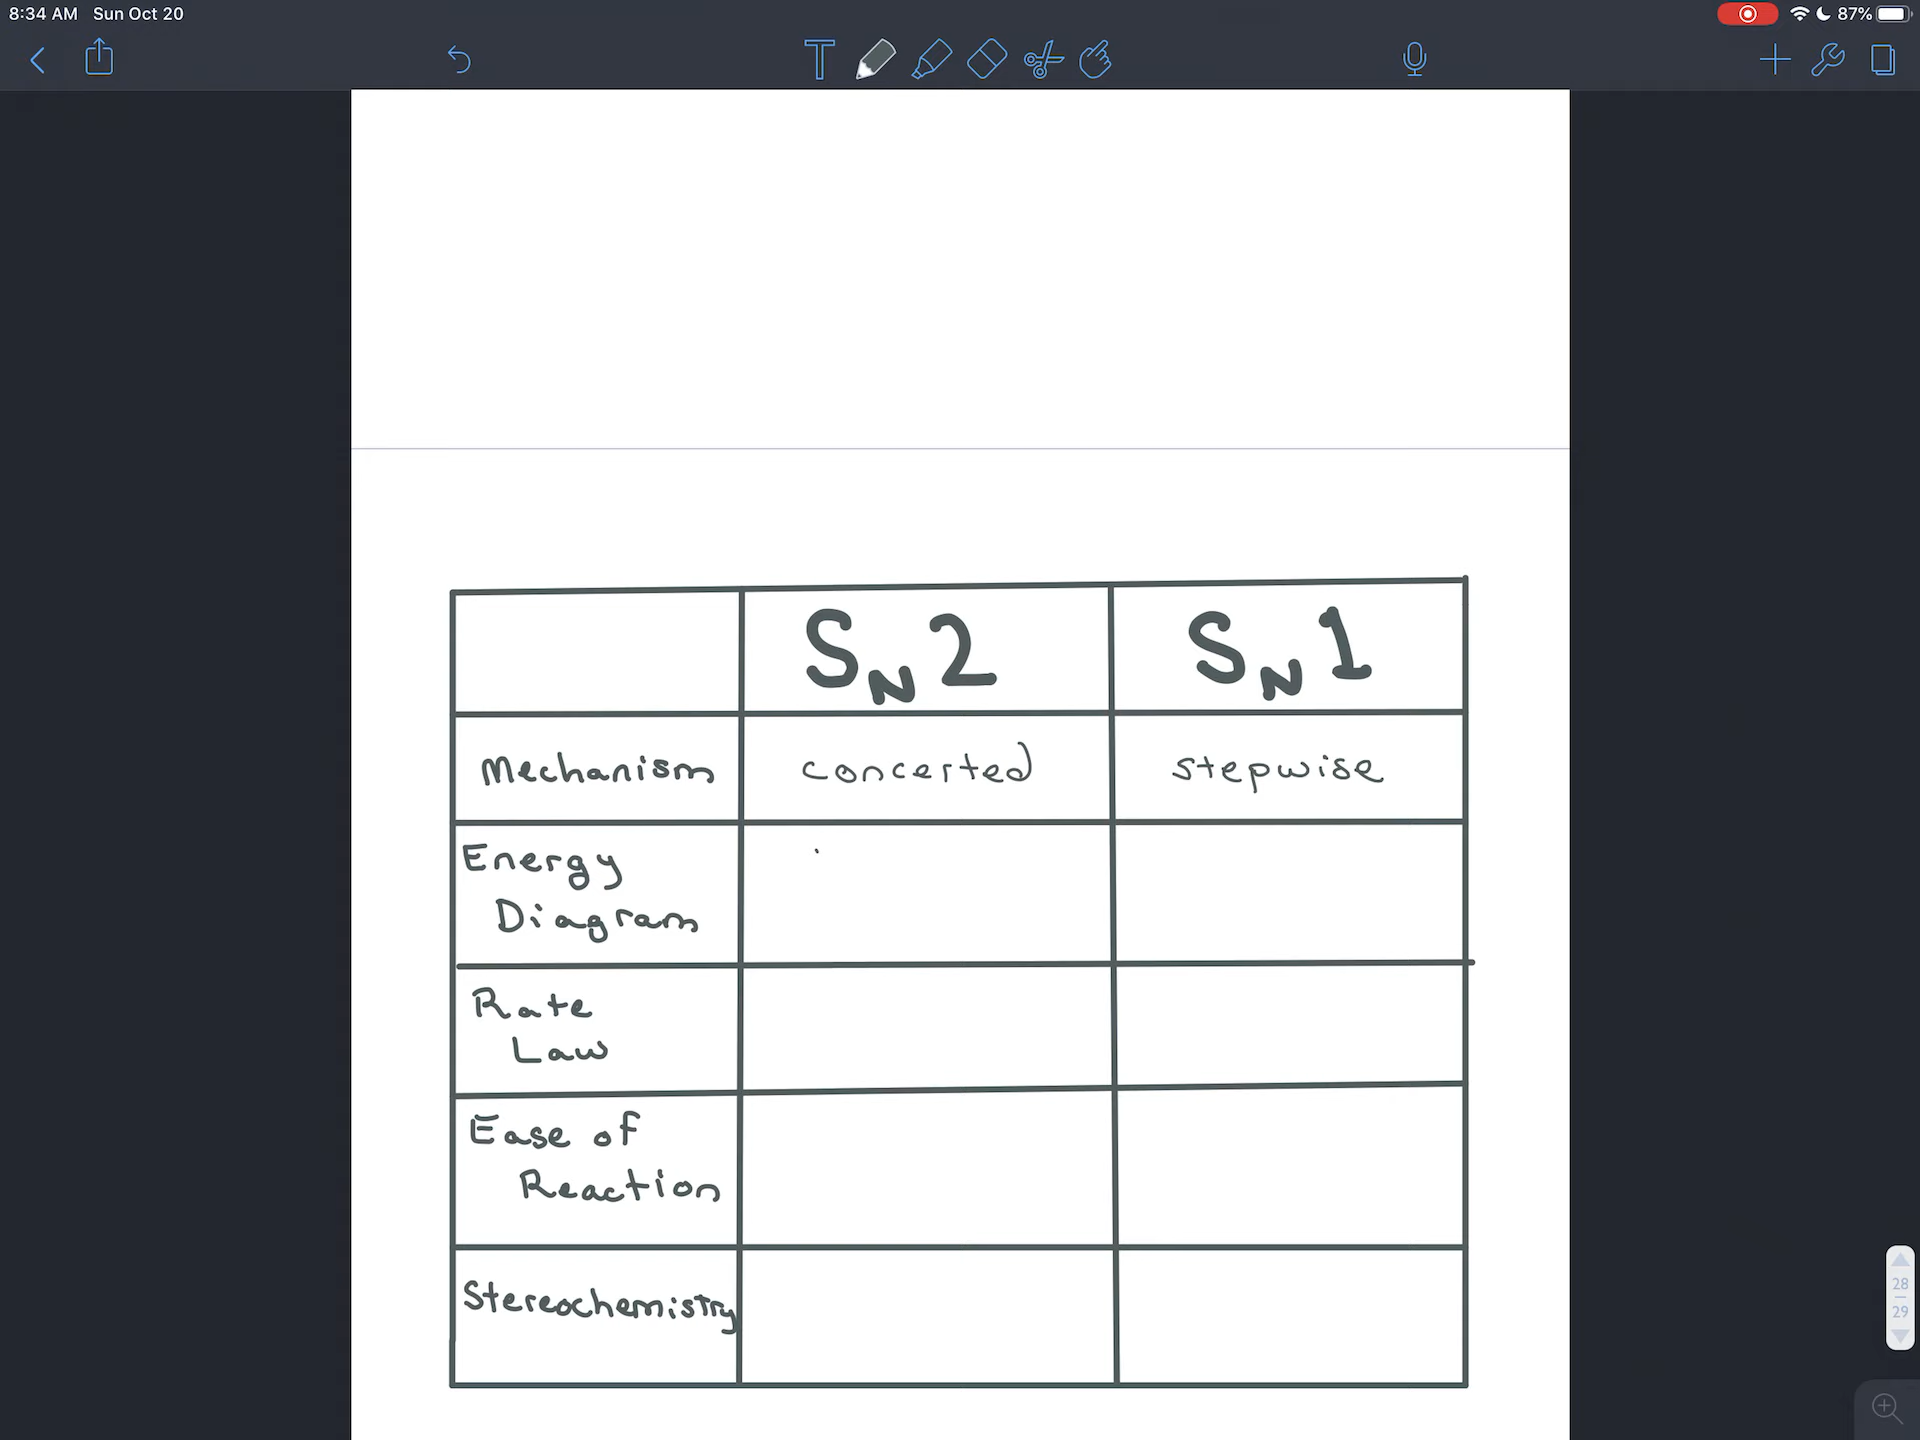 8:34 AM Sun Oct 20
87%
T
SN2
SN1
Mechanism
concerted
stepwise
Energy
Diagram
Rate
Law
Ease of
Reaction
Stereochemistry
28
29